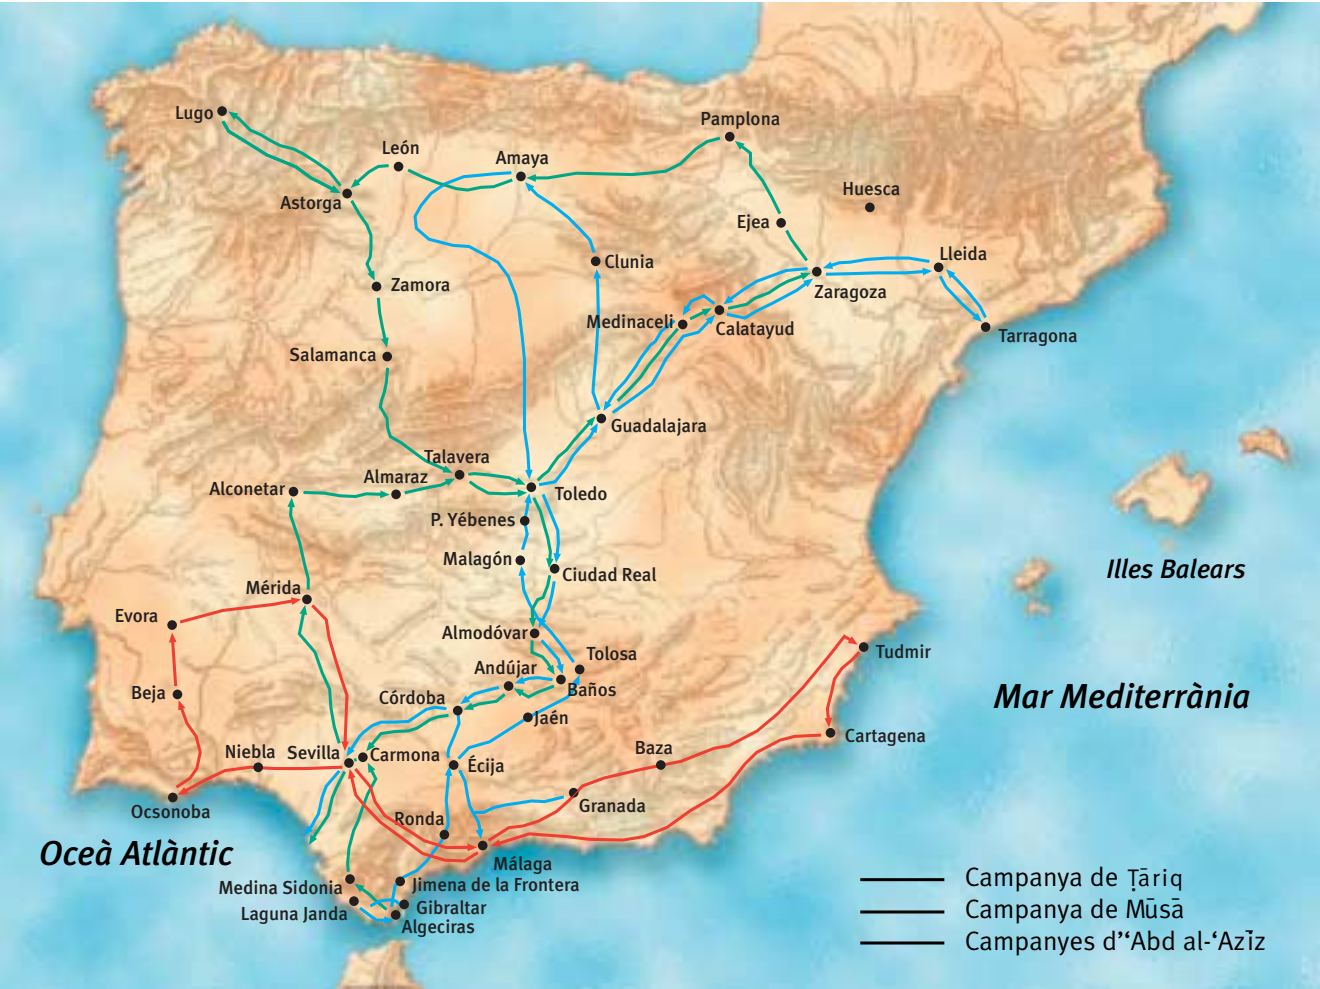 Lugo
León
Amaya
Pamplona
Astorga
Huesca
Ejea
Zamora
Clunia
Lleida
Zaragoza
Medinaceli
Calatayud
Tarragona
Salamanca
Guadalajara
Talavera
Almaraz
Alconetar
Toledo
P. Yébenes
Malagón
Ciudad Real
Illes Balears
Mérida
Evora
Almodóvar
Tolosa
Tudmir
Andújar
Baños
Beja
Córdoba
Jaén
Mar Mediterrània
Cartagena
Niebla
Sevilla
Carmona
Écija
Baza
Ocsonoba
Granada
Ronda
Oceà Atlàntic
Málaga
Medina Sidonia
Jimena de la Frontera
Laguna Janda
Gibraltar
Algeciras
Campanya de Ṭāriq
Campanya de Mūsā
Campanyes d'‘Abd al-‘Azīz